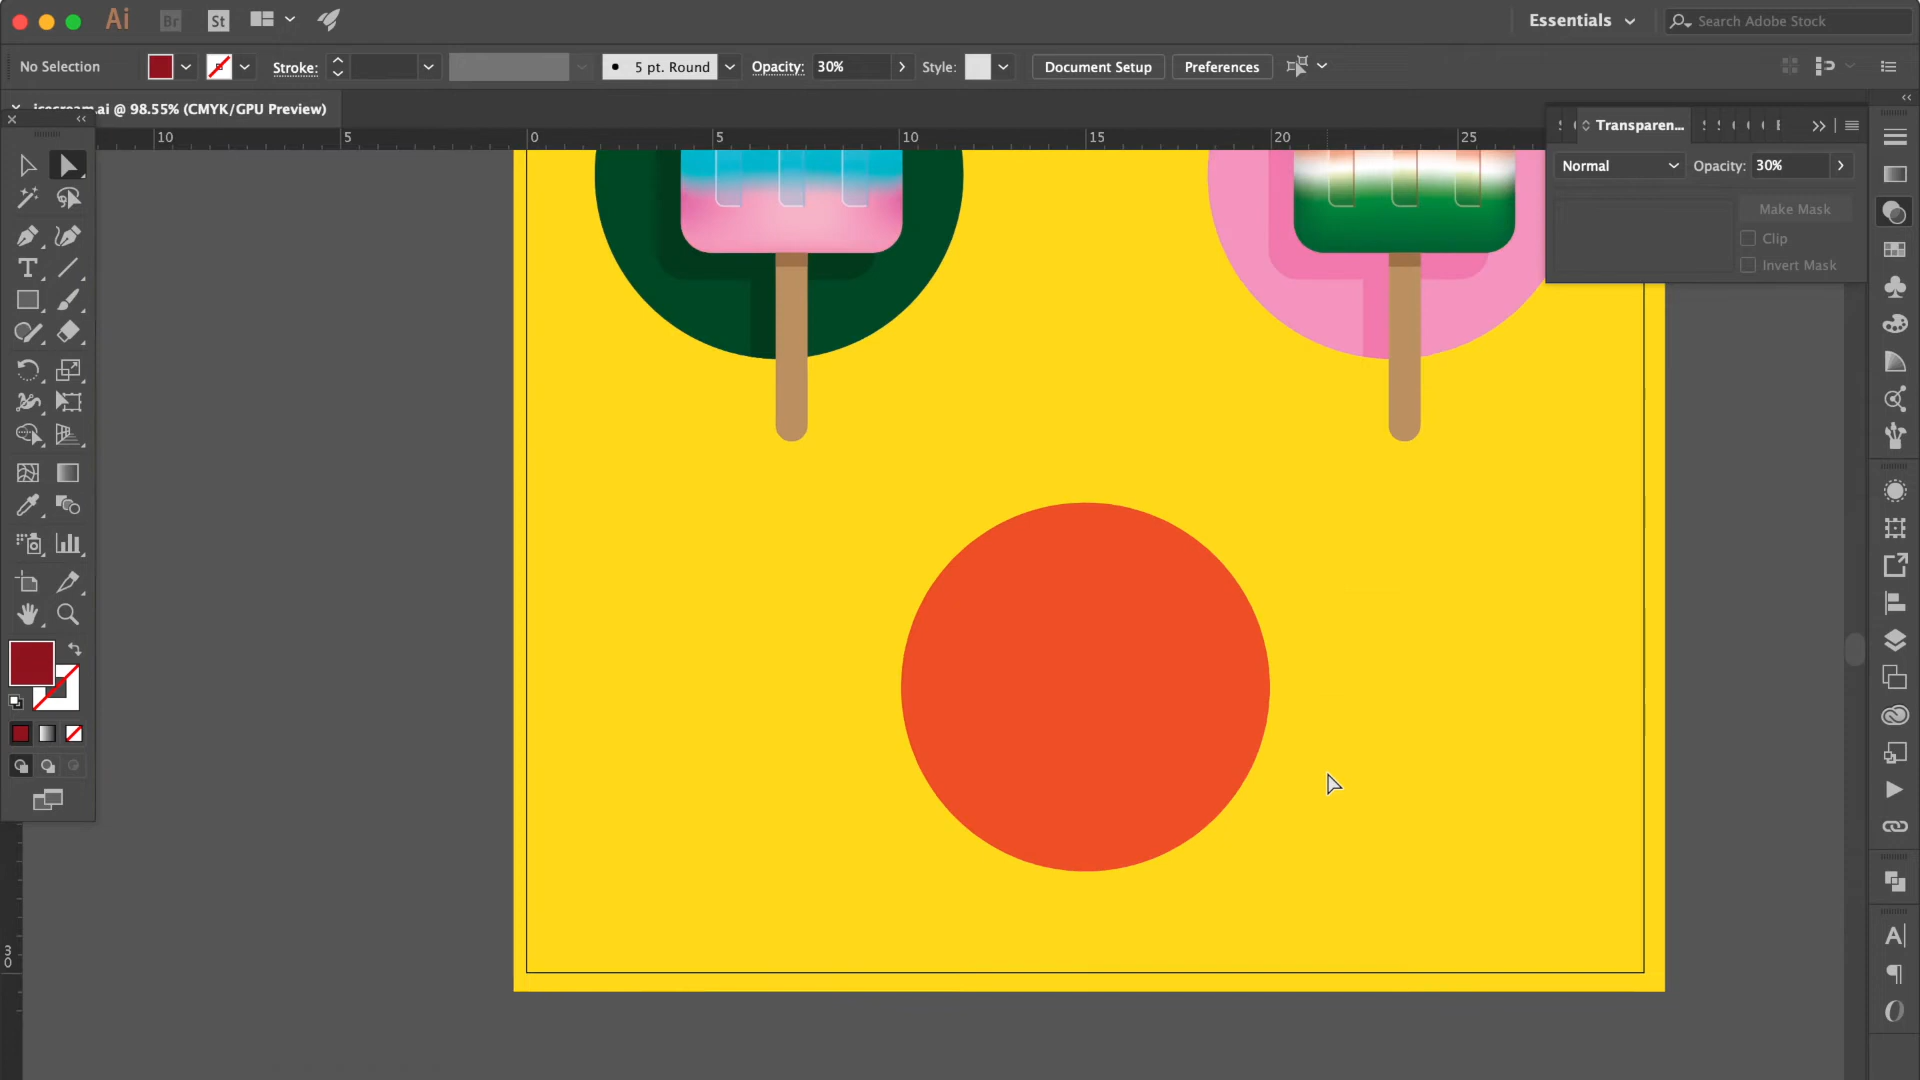 Ai Br St Essentials Search Adobe Stock
No Selection Stroke: 5 pt. Round Opacity: 30% Style: Document Setup Preferences
icecream.ai @ 98.55% (CMYK/GPU Preview)
10 5 0 5 10 15 20 25
Transparen...
Normal Opacity: 30%
Make Mask
Clip
Invert Mask
30